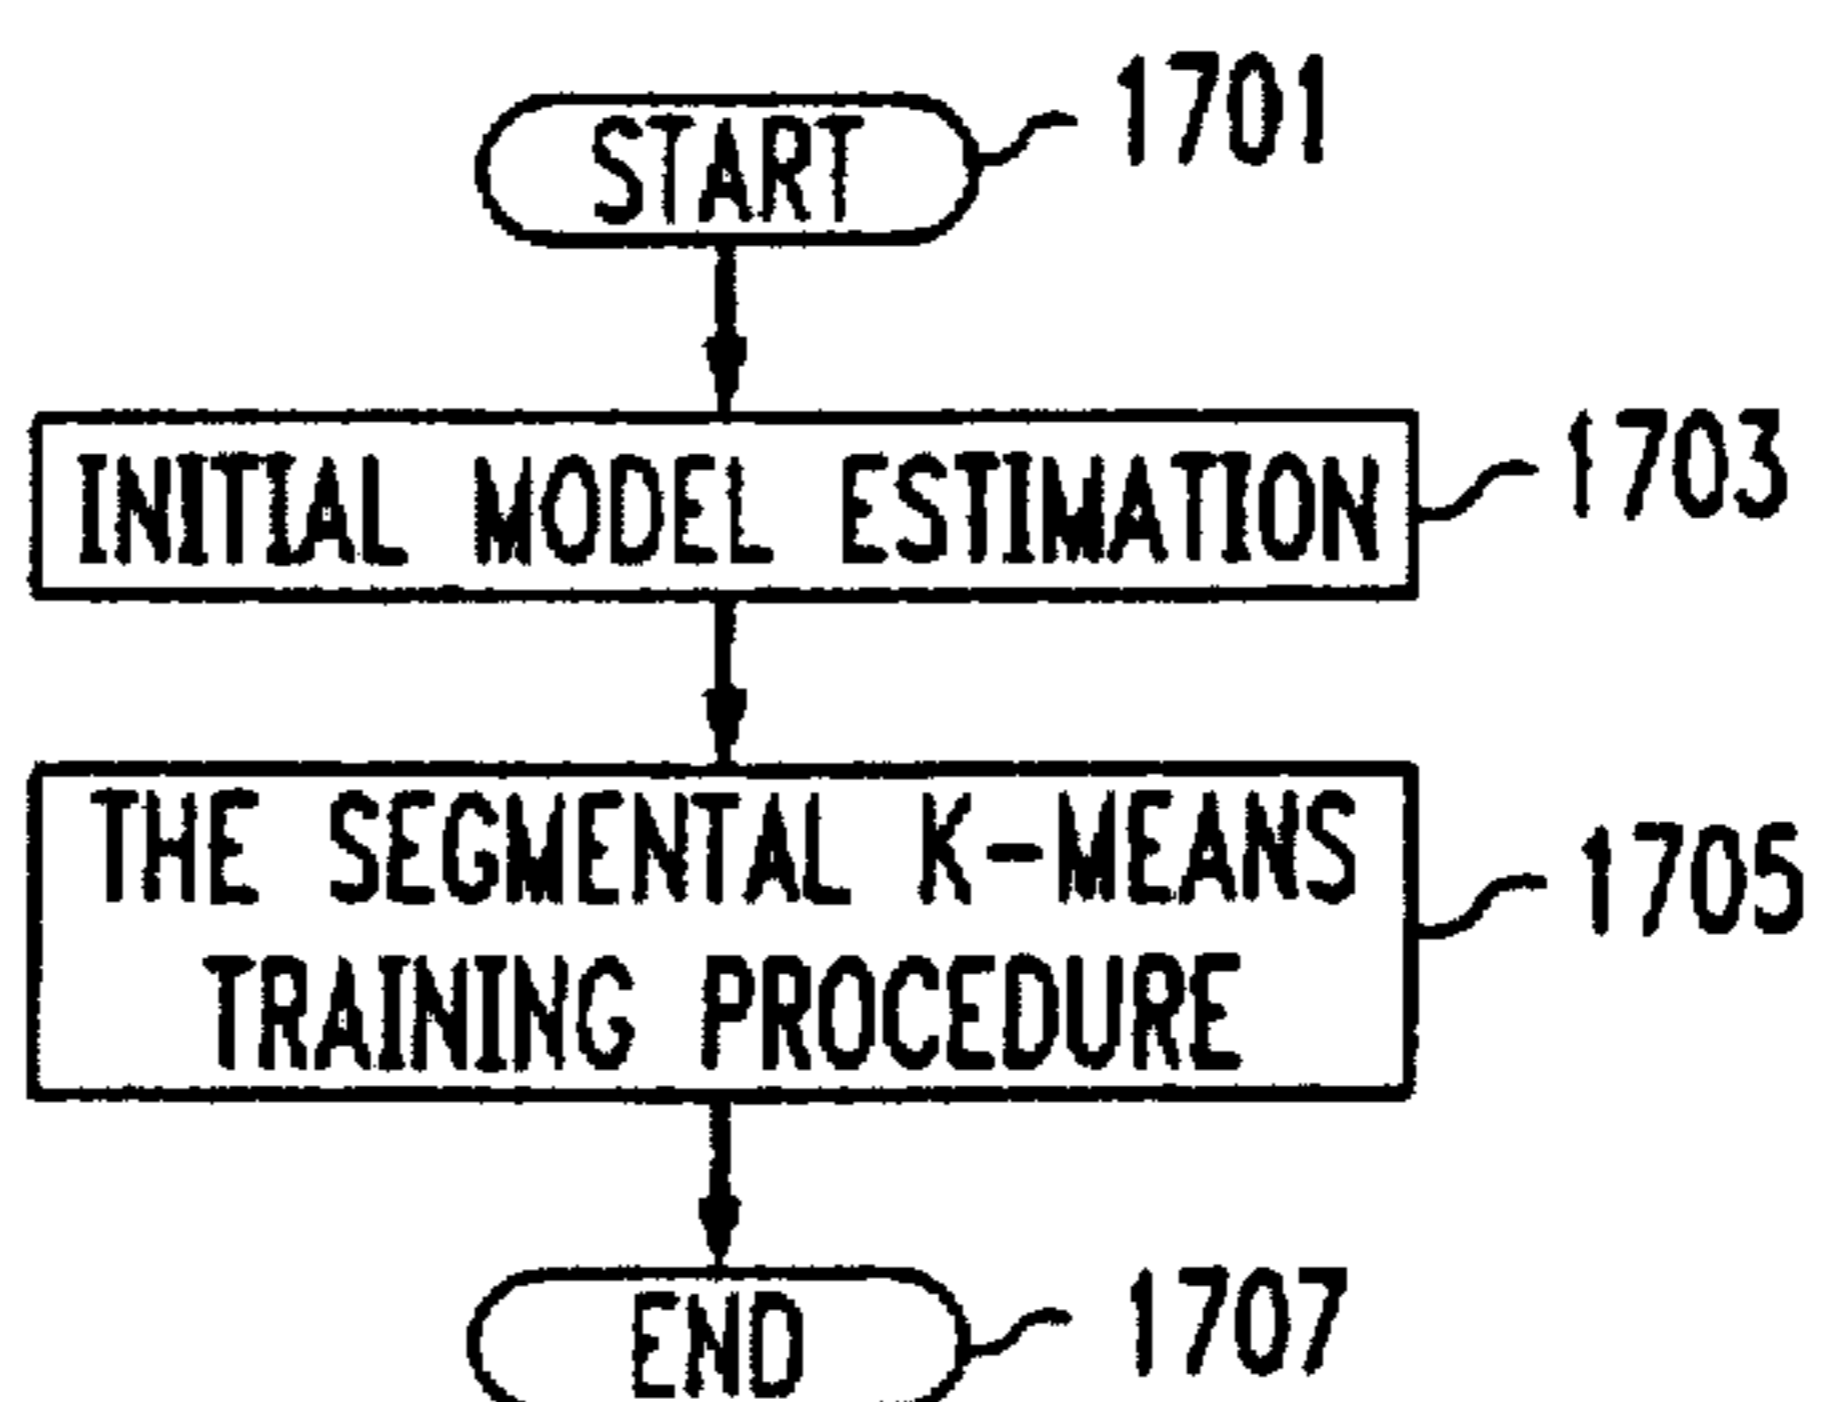 START
1701
INITIAL MODEL ESTIMATION
1703
THE SEGMENTAL K-MEANS
TRAINING PROCEDURE
1705
END
1707